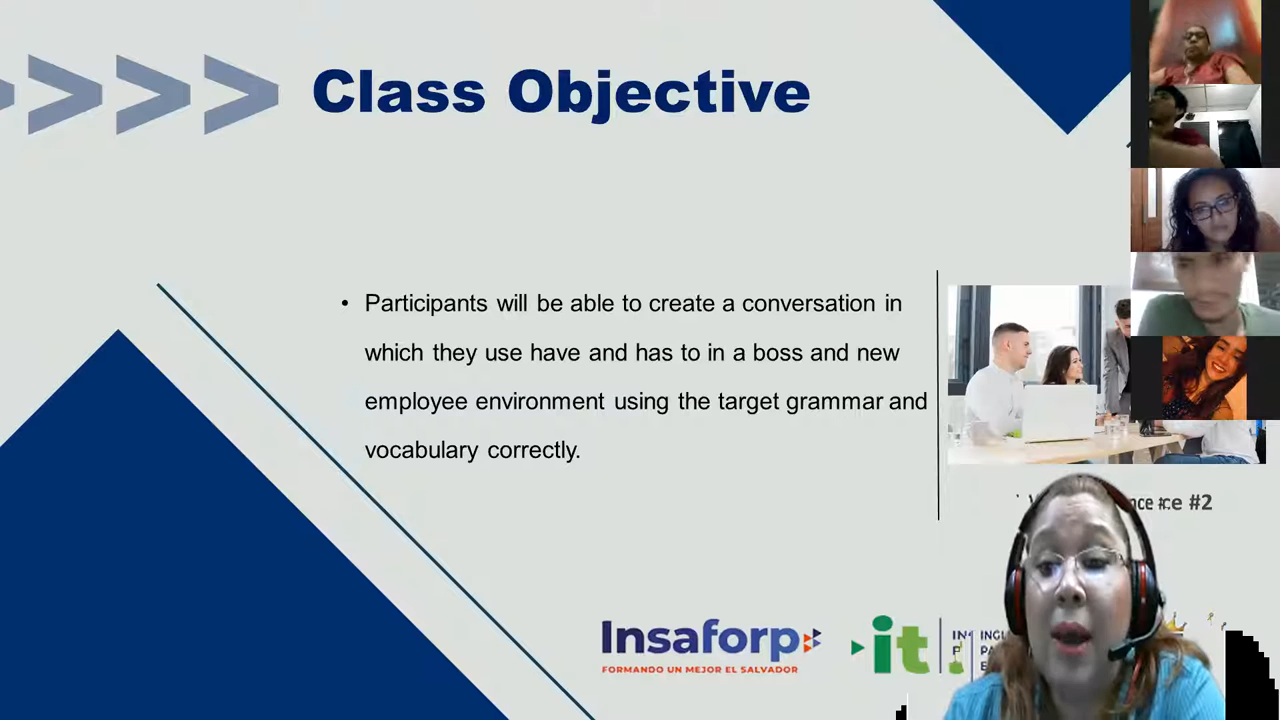 Class Objective
• Participants will be able to create a conversation in
which they use have and has to in a boss and new
employee environment using the target grammar and
vocabulary correctly.
#2
Insaforp
FORMANDO UN MEJOR EL SALVADOR
it